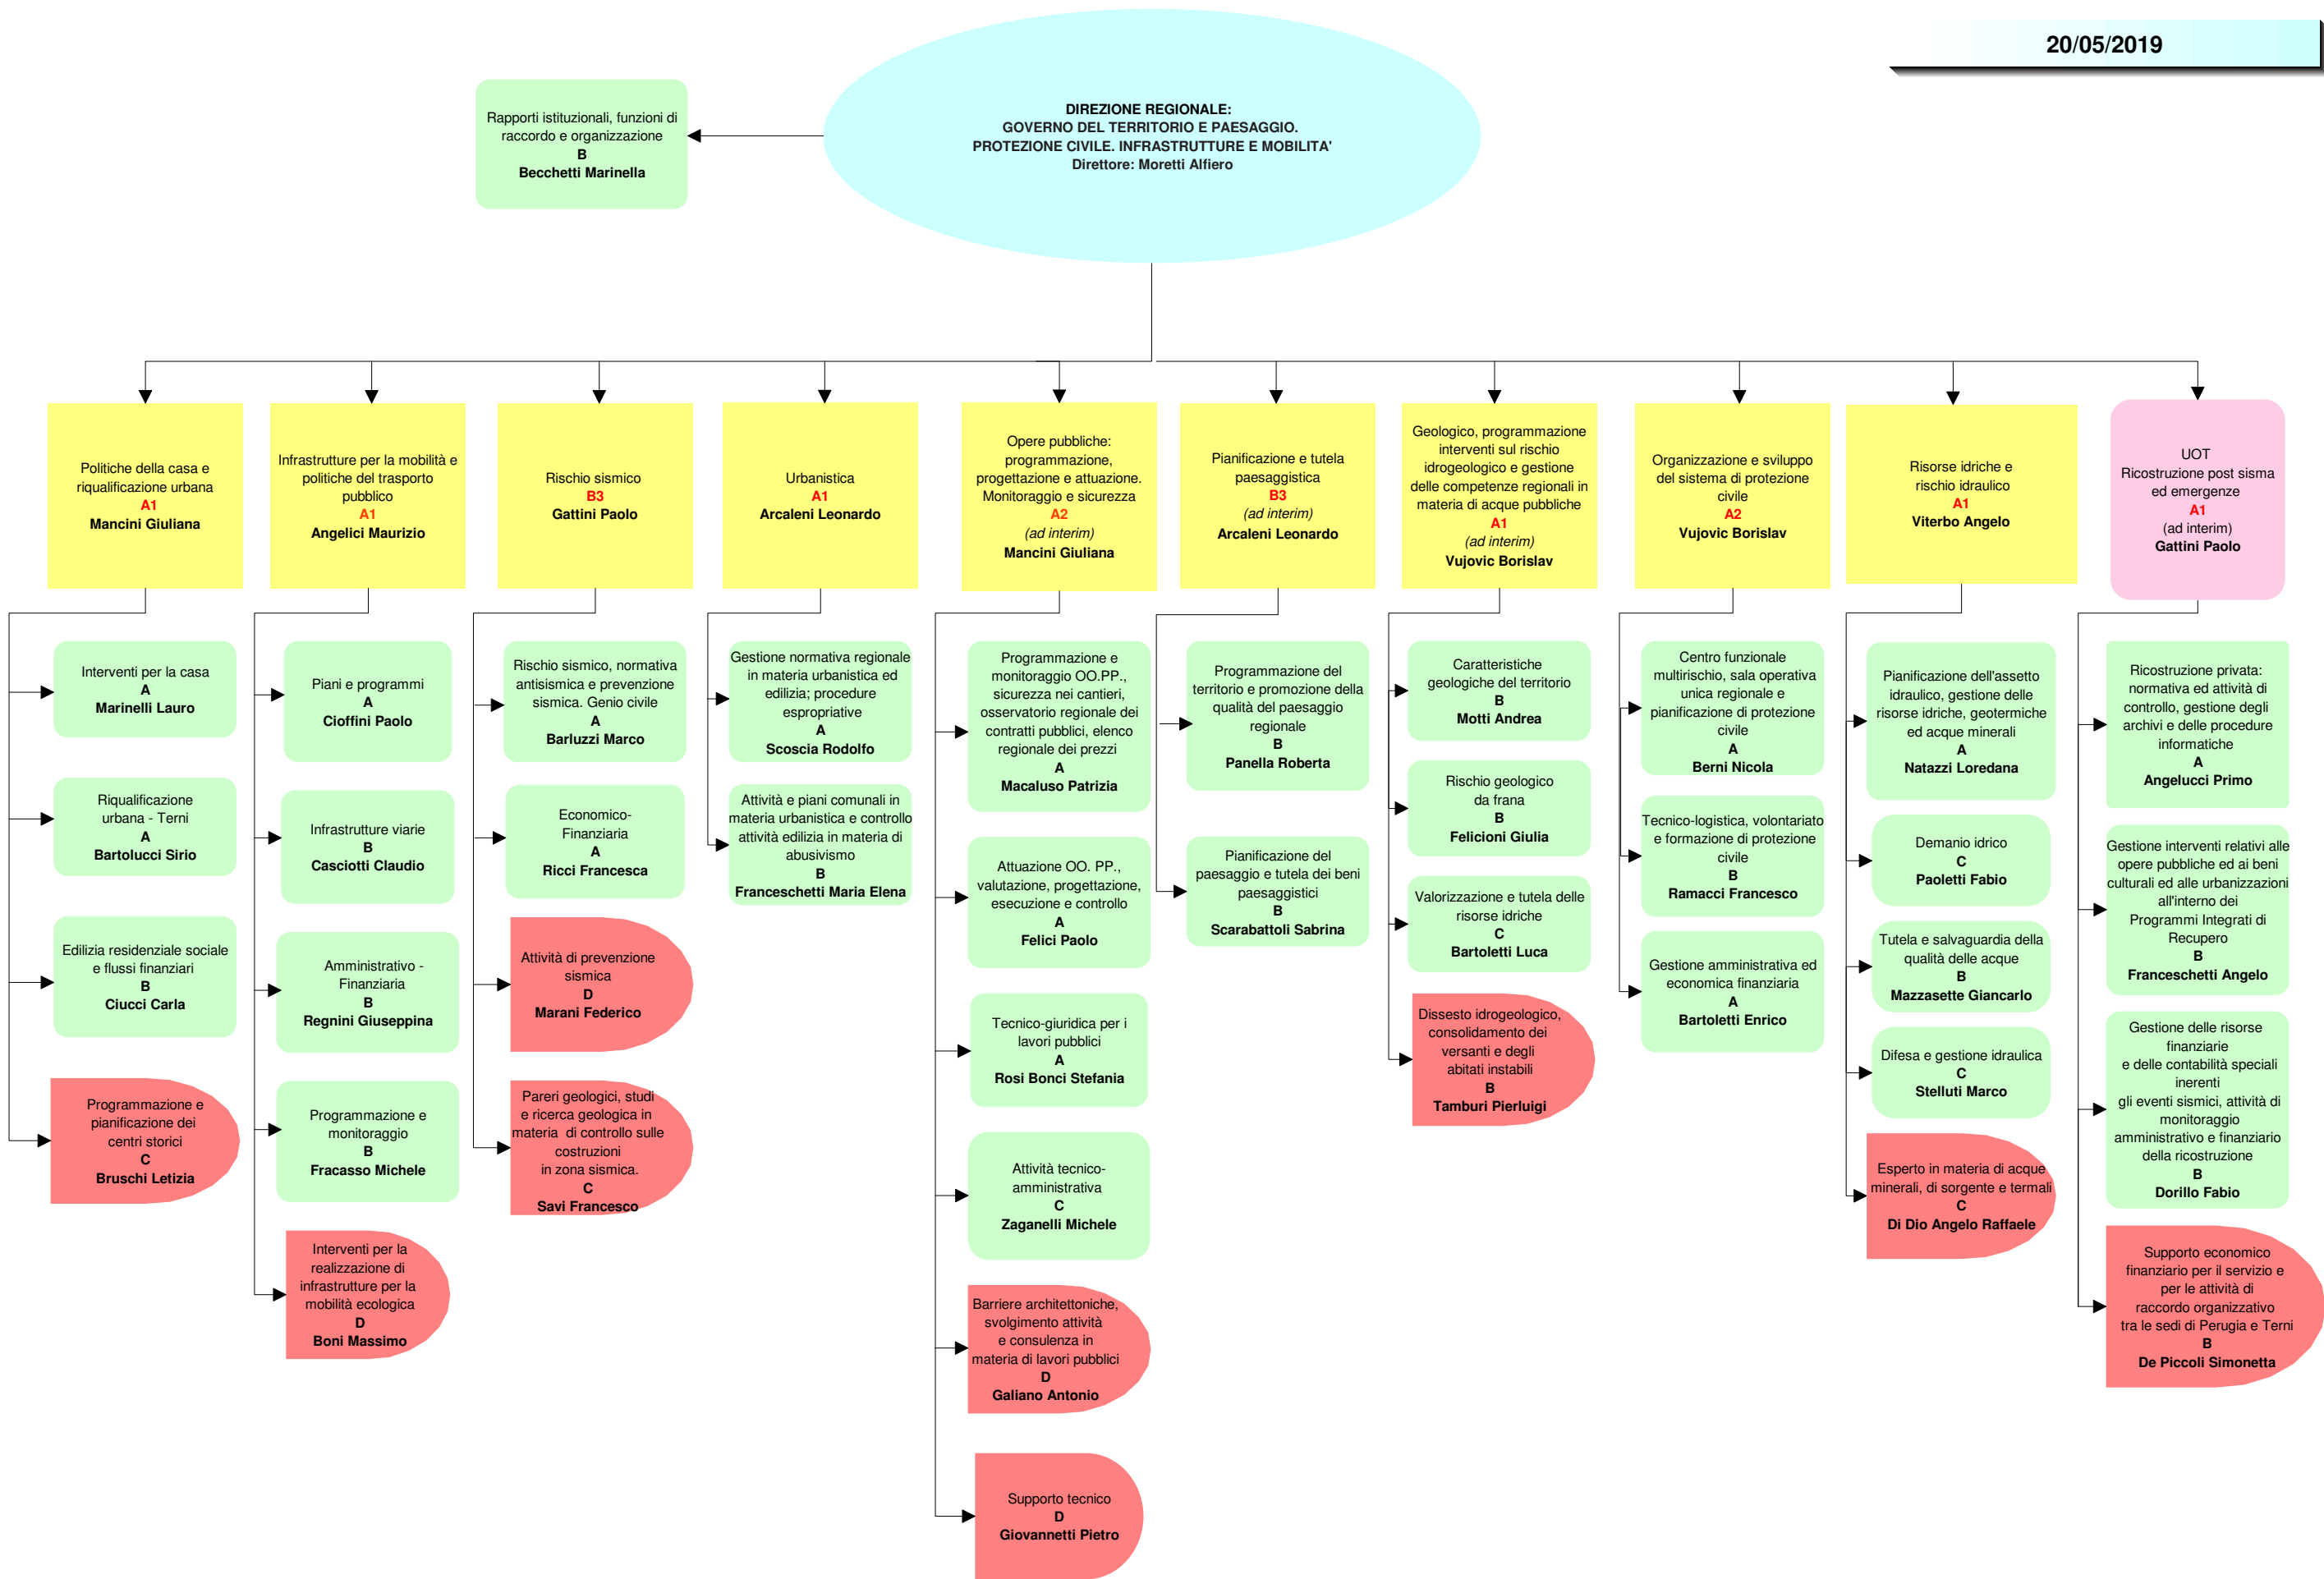 20/05/2019
DIREZIONE REGIONALE:
GOVERNO DEL TERRITORIO E PAESAGGIO.
PROTEZIONE CIVILE. INFRASTRUTTURE E MOBILITA'
Direttore: Moretti Alfiero
Rapporti istituzionali, funzioni di
raccordo e organizzazione
B
Becchetti Marinella
Politiche della casa e
riqualificazione urbana
A1
Mancini Giuliana
Infrastrutture per la mobilità e
politiche del trasporto
pubblico
A1
Angelici Maurizio
Rischio sismico
B3
Gattini Paolo
Urbanistica
A1
Arcaleni Leonardo
Opere pubbliche:
programmazione,
progettazione e attuazione.
Monitoraggio e sicurezza
A2
(ad interim)
Mancini Giuliana
Pianificazione e tutela
paesaggistica
B3
(ad interim)
Arcaleni Leonardo
Geologico, programmazione
interventi sul rischio
idrogeologico e gestione
delle competenze regionali in
materia di acque pubbliche
A1
(ad interim)
Vujovic Borislav
Organizzazione e sviluppo
del sistema di protezione
civile
A2
Vujovic Borislav
Risorse idriche e
rischio idraulico
A1
Viterbo Angelo
UOT
Ricostruzione post sisma
ed emergenze
A1
(ad interim)
Gattini Paolo
Interventi per la casa
A
Marinelli Lauro
Riqualificazione
urbana - Terni
A
Bartolucci Sirio
Edilizia residenziale sociale
e flussi finanziari
B
Ciucci Carla
Programmazione e
pianificazione dei
centri storici
C
Bruschi Letizia
Piani e programmi
A
Cioffini Paolo
Infrastrutture viarie
B
Casciotti Claudio
Amministrativo -
Finanziaria
B
Regnini Giuseppina
Programmazione e
monitoraggio
B
Fracasso Michele
Interventi per la
realizzazione di
infrastrutture per la
mobilità ecologica
D
Boni Massimo
Rischio sismico, normativa
antisismica e prevenzione
sismica. Genio civile
A
Barluzzi Marco
Economico-
Finanziaria
A
Ricci Francesca
Attività di prevenzione
sismica
D
Marani Federico
Pareri geologici, studi
e ricerca geologica in
materia di controllo sulle
costruzioni
in zona sismica.
C
Savi Francesco
Gestione normativa regionale
in materia urbanistica ed
edilizia; procedure
espropriative
A
Scoscia Rodolfo
Attività e piani comunali in
materia urbanistica e controllo
attività edilizia in materia di
abusivismo
B
Franceschetti Maria Elena
Programmazione e
monitoraggio OO.PP.,
sicurezza nei cantieri,
osservatorio regionale dei
contratti pubblici, elenco
regionale dei prezzi
A
Macaluso Patrizia
Attuazione OO. PP.,
valutazione, progettazione,
esecuzione e controllo
A
Felici Paolo
Tecnico-giuridica per i
lavori pubblici
A
Rosi Bonci Stefania
Attività tecnico-
amministrativa
C
Zaganelli Michele
Barriere architettoniche,
svolgimento attività
e consulenza in
materia di lavori pubblici
D
Galiano Antonio
Supporto tecnico
D
Giovannetti Pietro
Programmazione del
territorio e promozione della
qualità del paesaggio
regionale
B
Panella Roberta
Pianificazione del
paesaggio e tutela dei beni
paesaggistici
B
Scarabattoli Sabrina
Caratteristiche
geologiche del territorio
B
Motti Andrea
Rischio geologico
da frana
B
Felicioni Giulia
Valorizzazione e tutela delle
risorse idriche
C
Bartoletti Luca
Dissesto idrogeologico,
consolidamento dei
versanti e degli
abitati instabili
B
Tamburi Pierluigi
Centro funzionale
multirischio, sala operativa
unica regionale e
pianificazione di protezione
civile
A
Berni Nicola
Tecnico-logistica, volontariato
e formazione di protezione
civile
B
Ramacci Francesco
Gestione amministrativa ed
economica finanziaria
A
Bartoletti Enrico
Pianificazione dell'assetto
idraulico, gestione delle
risorse idriche, geotermiche
ed acque minerali
A
Natazzi Loredana
Demanio idrico
C
Paoletti Fabio
Tutela e salvaguardia della
qualità delle acque
B
Mazzasette Giancarlo
Difesa e gestione idraulica
C
Stelluti Marco
Esperto in materia di acque
minerali, di sorgente e termali
C
Di Dio Angelo Raffaele
Ricostruzione privata:
normativa ed attività di
controllo, gestione degli
archivi e delle procedure
informatiche
A
Angelucci Primo
Gestione interventi relativi alle
opere pubbliche ed ai beni
culturali ed alle urbanizzazioni
all'interno dei
Programmi Integrati di
Recupero
B
Franceschetti Angelo
Gestione delle risorse
finanziarie
e delle contabilità speciali
inerenti
gli eventi sismici, attività di
monitoraggio
amministrativo e finanziario
della ricostruzione
B
Dorillo Fabio
Supporto economico
finanziario per il servizio e
per le attività di
raccordo organizzativo
tra le sedi di Perugia e Terni
B
De Piccoli Simonetta